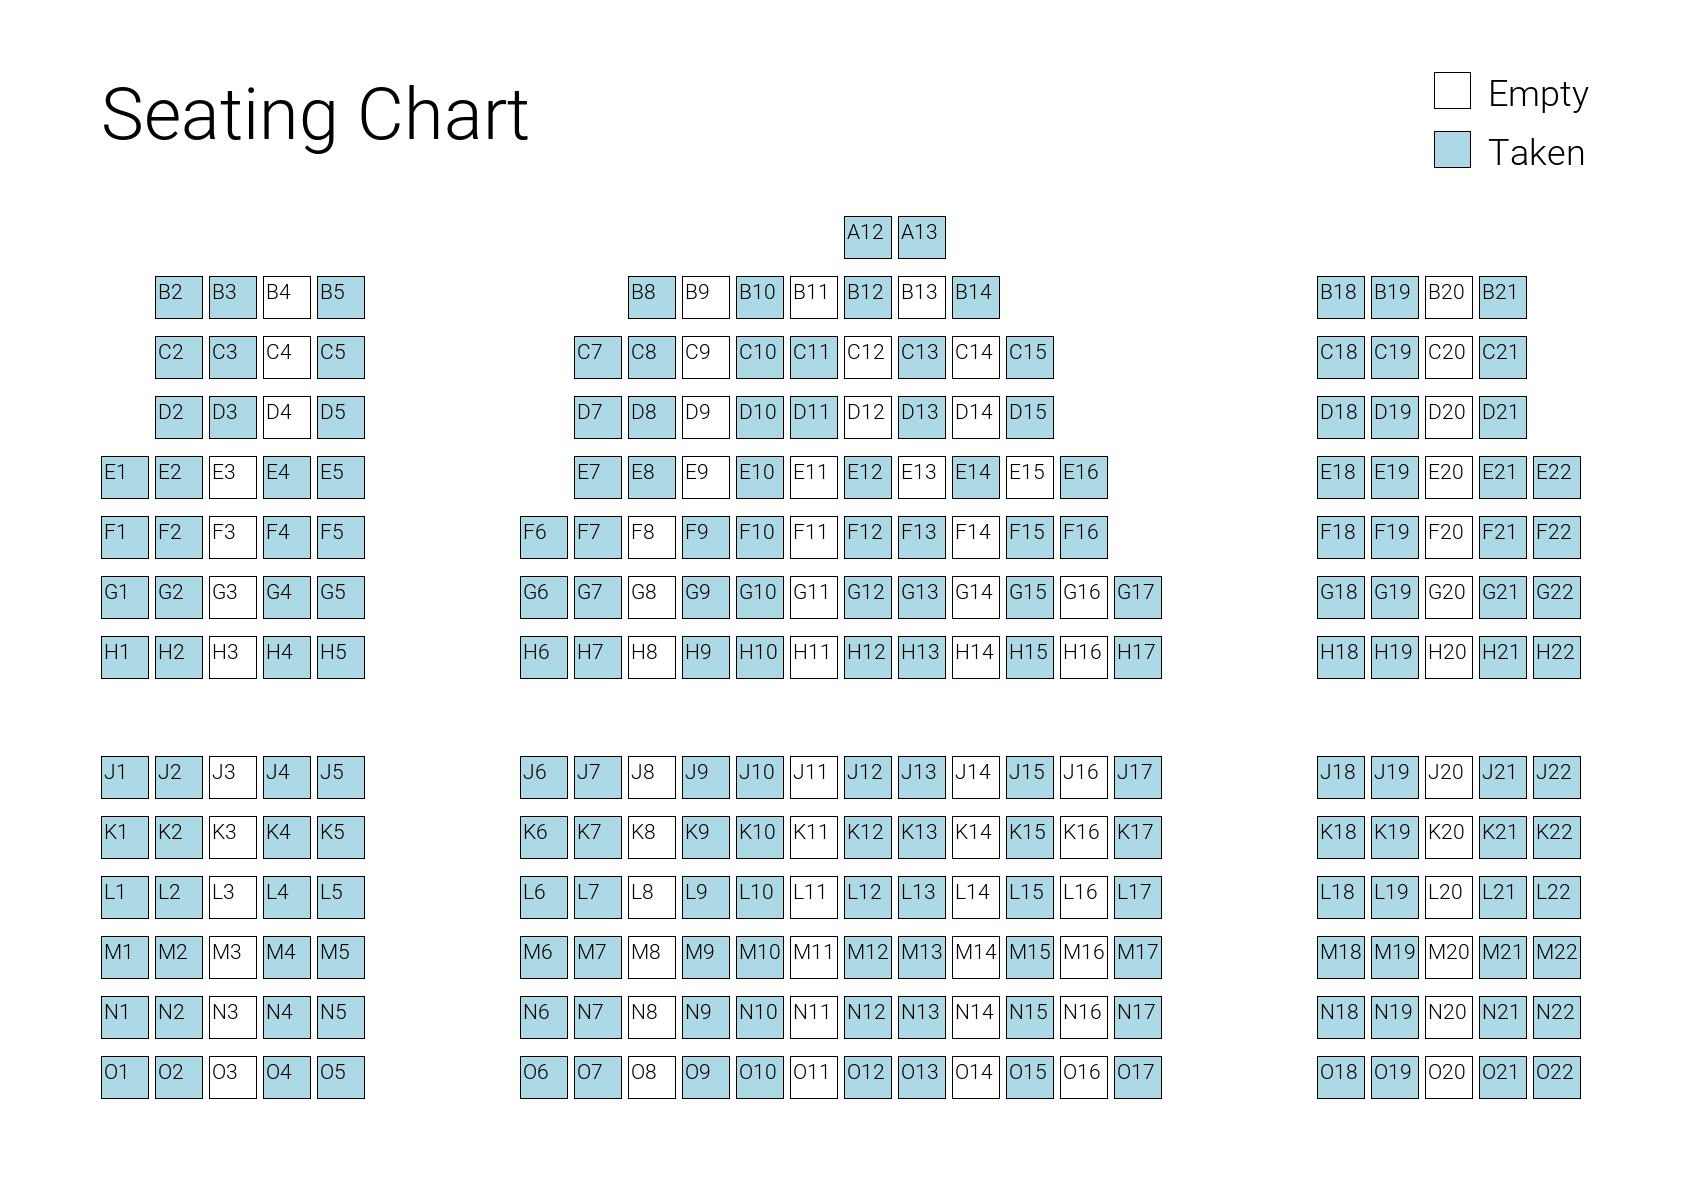 Seating Chart
Empty
Taken
A12 A13
B2 B3 B4 B5 B8 B9 B10 B11 B12 B13 B14 B18 B19 B20 B21
C2 C3 C4 C5 C7 C8 C9 C10 C11 C12 C13 C14 C15 C18 C19 C20 C21
D2 D3 D4 D5 D7 D8 D9 D10 D11 D12 D13 D14 D15 D18 D19 D20 D21
E1 E2 E3 E4 E5 E7 E8 E9 E10 E11 E12 E13 E14 E15 E16 E18 E19 E20 E21 E22
F1 F2 F3 F4 F5 F6 F7 F8 F9 F10 F11 F12 F13 F14 F15 F16 F18 F19 F20 F21 F22
G1 G2 G3 G4 G5 G6 G7 G8 G9 G10 G11 G12 G13 G14 G15 G16 G17 G18 G19 G20 G21 G22
H1 H2 H3 H4 H5 H6 H7 H8 H9 H10 H11 H12 H13 H14 H15 H16 H17 H18 H19 H20 H21 H22
J1 J2 J3 J4 J5 J6 J7 J8 J9 J10 J11 J12 J13 J14 J15 J16 J17 J18 J19 J20 J21 J22
K1 K2 K3 K4 K5 K6 K7 K8 K9 K10 K11 K12 K13 K14 K15 K16 K17 K18 K19 K20 K21 K22
L1 L2 L3 L4 L5 L6 L7 L8 L9 L10 L11 L12 L13 L14 L15 L16 L17 L18 L19 L20 L21 L22
M1 M2 M3 M4 M5 M6 M7 M8 M9 M10 M11 M12 M13 M14 M15 M16 M17 M18 M19 M20 M21 M22
N1 N2 N3 N4 N5 N6 N7 N8 N9 N10 N11 N12 N13 N14 N15 N16 N17 N18 N19 N20 N21 N22
O1 O2 O3 O4 O5 O6 O7 O8 O9 O10 O11 O12 O13 O14 O15 O16 O17 O18 O19 O20 O21 O22